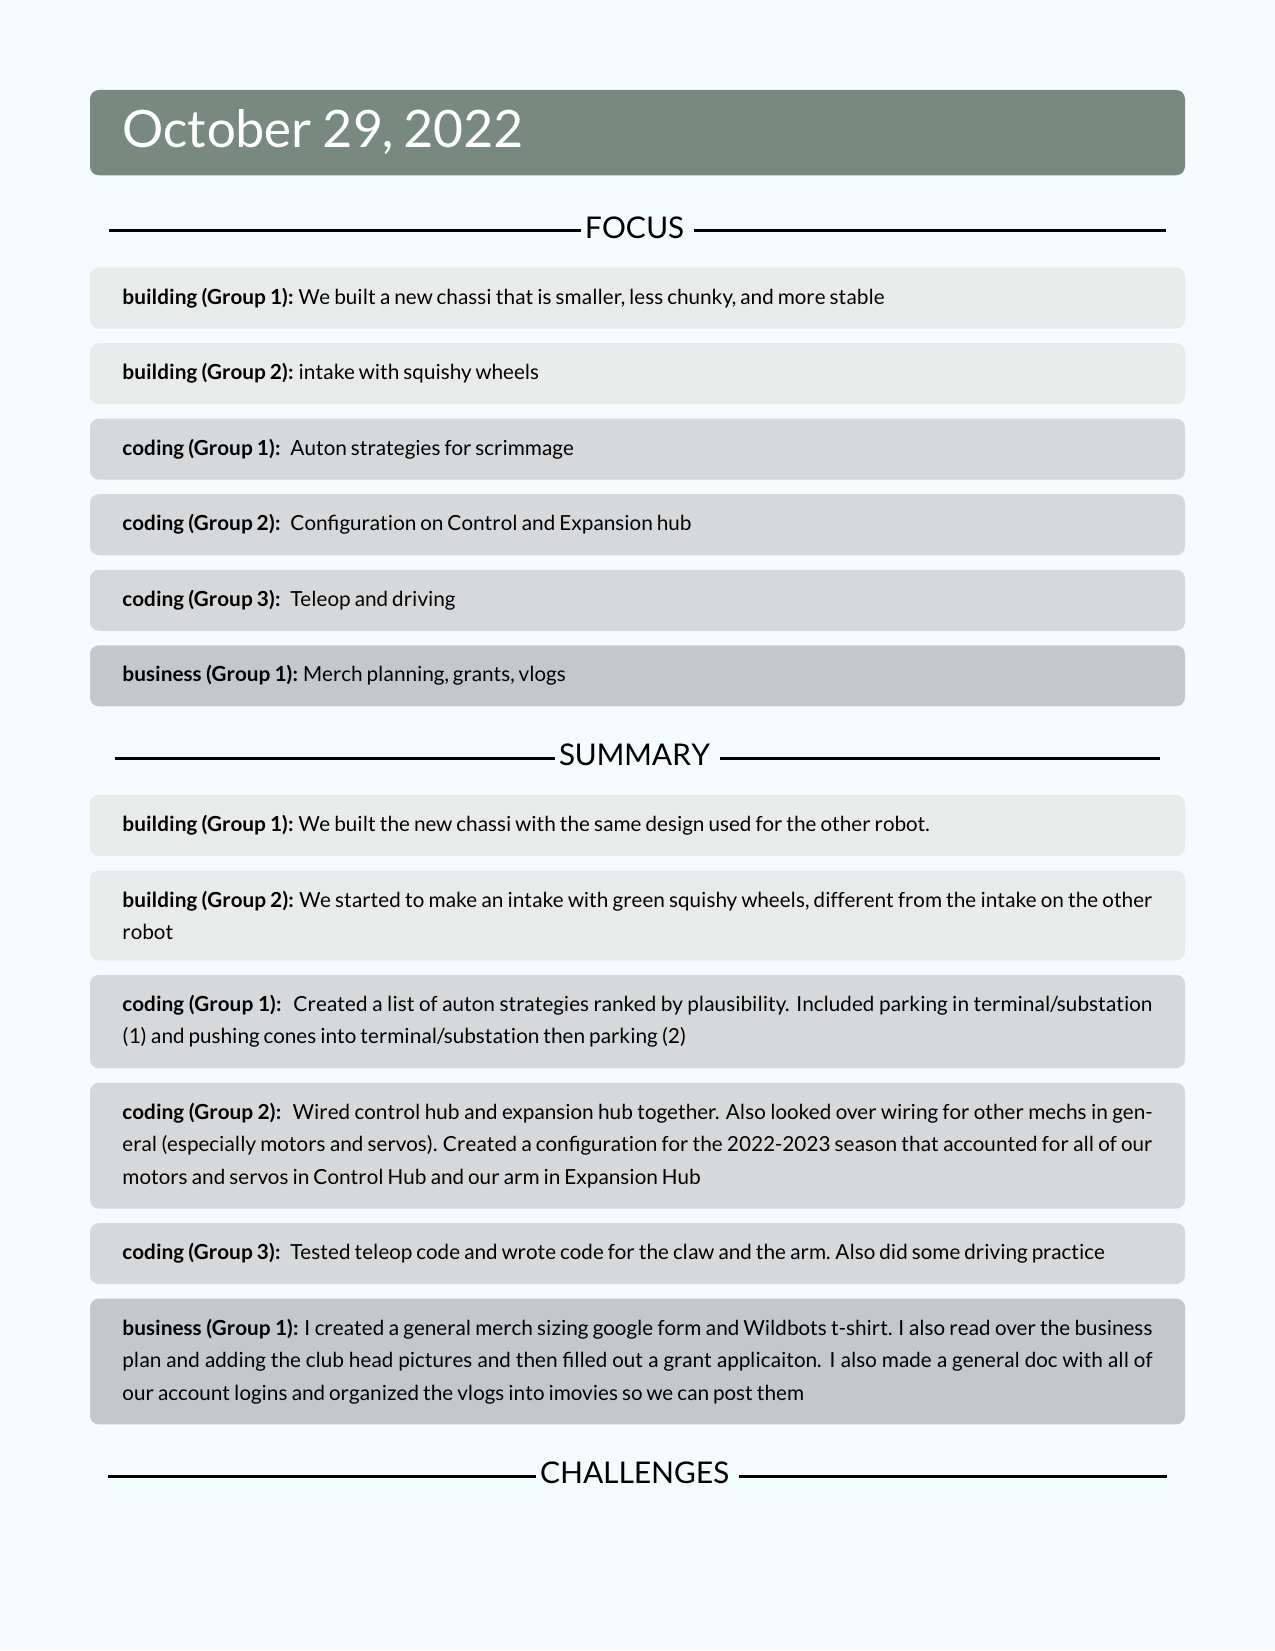 October 29, 2022
FOCUS
building (Group 1): We built a new chassi that is smaller, less chunky, and more stable
building (Group 2): intake with squishy wheels
coding (Group 1): Auton strategies for scrimmage
coding (Group 2): Configuration on Control and Expansion hub
coding (Group 3): Teleop and driving
business (Group 1): Merch planning, grants, vlogs
SUMMARY
building (Group 1): We built the new chassi with the same design used for the other robot.
building (Group 2): We started to make an intake with green squishy wheels, different from the intake on the other
robot
coding (Group 1): Created a list of auton strategies ranked by plausibility. Included parking in terminal/substation
(1) and pushing cones into terminal/substation then parking (2)
coding (Group 2): Wired control hub and expansion hub together. Also looked over wiring for other mechs in gen-
eral (especially motors and servos). Created a configuration for the 2022-2023 season that accounted for all of our
motors and servos in Control Hub and our arm in Expansion Hub
coding (Group 3): Tested teleop code and wrote code for the claw and the arm. Also did some driving practice
business (Group 1): I created a general merch sizing google form and Wildbots t-shirt. I also read over the business
plan and adding the club head pictures and then filled out a grant applicaiton. I also made a general doc with all of
our account logins and organized the vlogs into imovies so we can post them
CHALLENGES